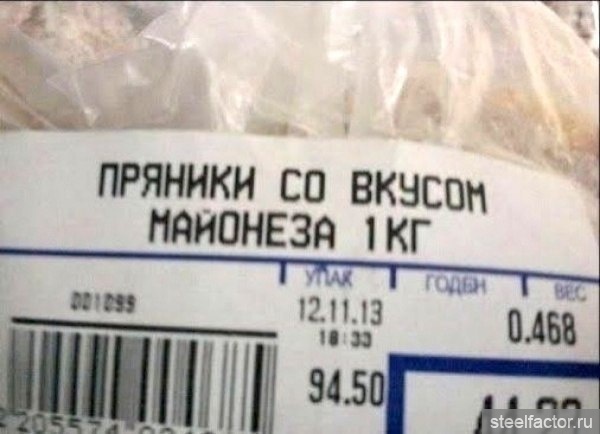 ПРЯНИКИ СО ВКУСОМ
МАЙОНЕЗА 1КГ
УПАК ГОДЕН ВЕС
001099 12.11.13 0.468
18:33
94.50
steelfactor.ru